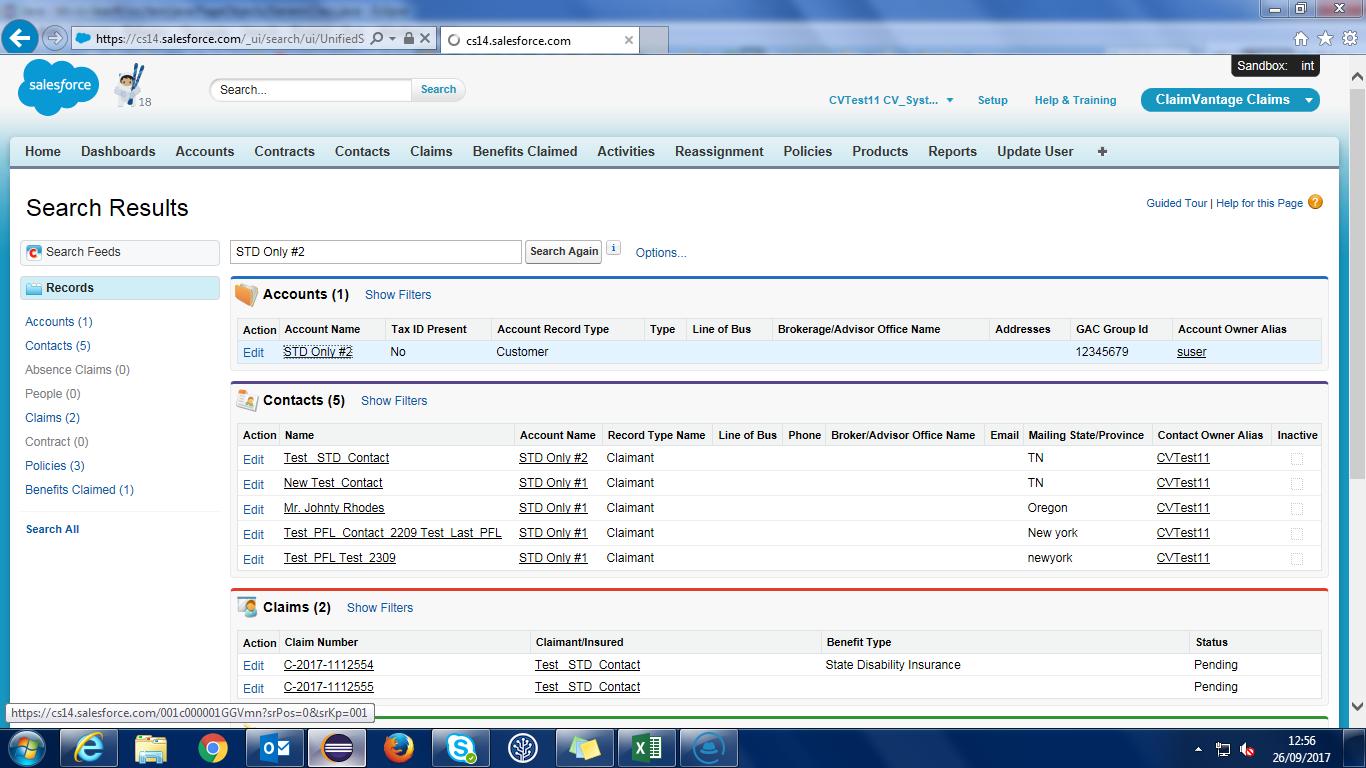 https://cs14.salesforce.com/_ui/search/ui/UnifiedS
cs14.salesforce.com
Sandbox: int
salesforce
18
Search...
Search
CVTest11 CV_Syst...
Setup
Help & Training
ClaimVantage Claims
Home Dashboards Accounts Contracts Contacts Claims Benefits Claimed Activities Reassignment Policies Products Reports Update User +
Search Results
Guided Tour | Help for this Page ?
Search Feeds
STD Only #2
Search Again
i
Options...
Records
Accounts (1)
Contacts (5)
Absence Claims (0)
People (0)
Claims (2)
Contract (0)
Policies (3)
Benefits Claimed (1)
Search All
Accounts (1) Show Filters
Action Account Name Tax ID Present Account Record Type Type Line of Bus Brokerage/Advisor Office Name Addresses GAC Group Id Account Owner Alias
Edit STD Only #2 No Customer 12345679 suser
Contacts (5) Show Filters
Action Name Account Name Record Type Name Line of Bus Phone Broker/Advisor Office Name Email Mailing State/Province Contact Owner Alias Inactive
Edit Test_ STD_Contact STD Only #2 Claimant TN CVTest11
Edit New Test_Contact STD Only #1 Claimant TN CVTest11
Edit Mr. Johnty Rhodes STD Only #1 Claimant Oregon CVTest11
Edit Test_PFL_Contact_2209 Test_Last_PFL STD Only #1 Claimant New york CVTest11
Edit Test_PFL Test_2309 STD Only #1 Claimant newyork CVTest11
Claims (2) Show Filters
Action Claim Number Claimant/Insured Benefit Type Status
Edit C-2017-1112554 Test_ STD_Contact State Disability Insurance Pending
Edit C-2017-1112555 Test_ STD_Contact Pending
https://cs14.salesforce.com/001c000001GGVmn?srPos=0&srKp=001
12:56
26/09/2017